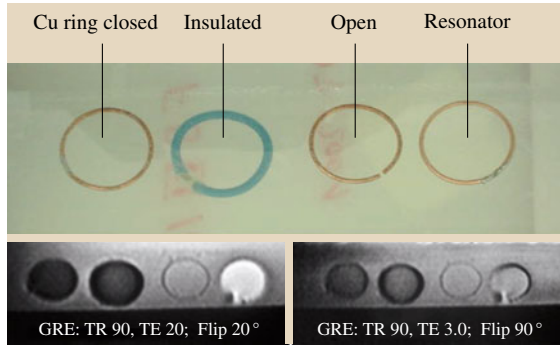 Cu ring closed Insulated Open Resonator
GRE: TR 90, TE 20; Flip 20°
GRE: TR 90, TE 3.0; Flip 90°